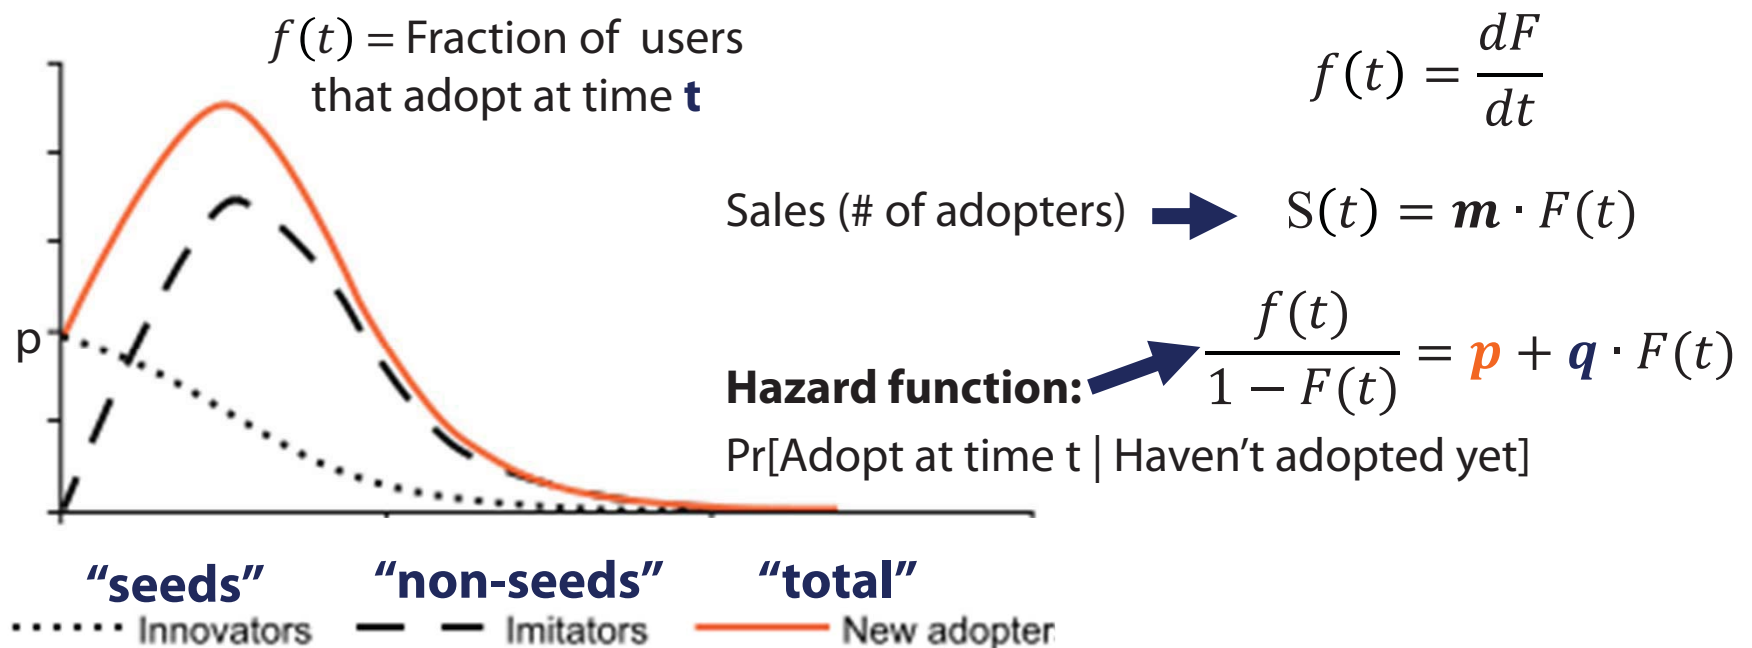 f(t) = Fraction of users
that adopt at time t
f(t) = dF/dt
Sales (# of adopters)
S(t) = m · F(t)
p
f(t)/(1 − F(t)) = p + q · F(t)
Hazard function:
Pr[Adopt at time t | Haven't adopted yet]
“seeds” “non-seeds” “total”
Innovators Imitators New adopter